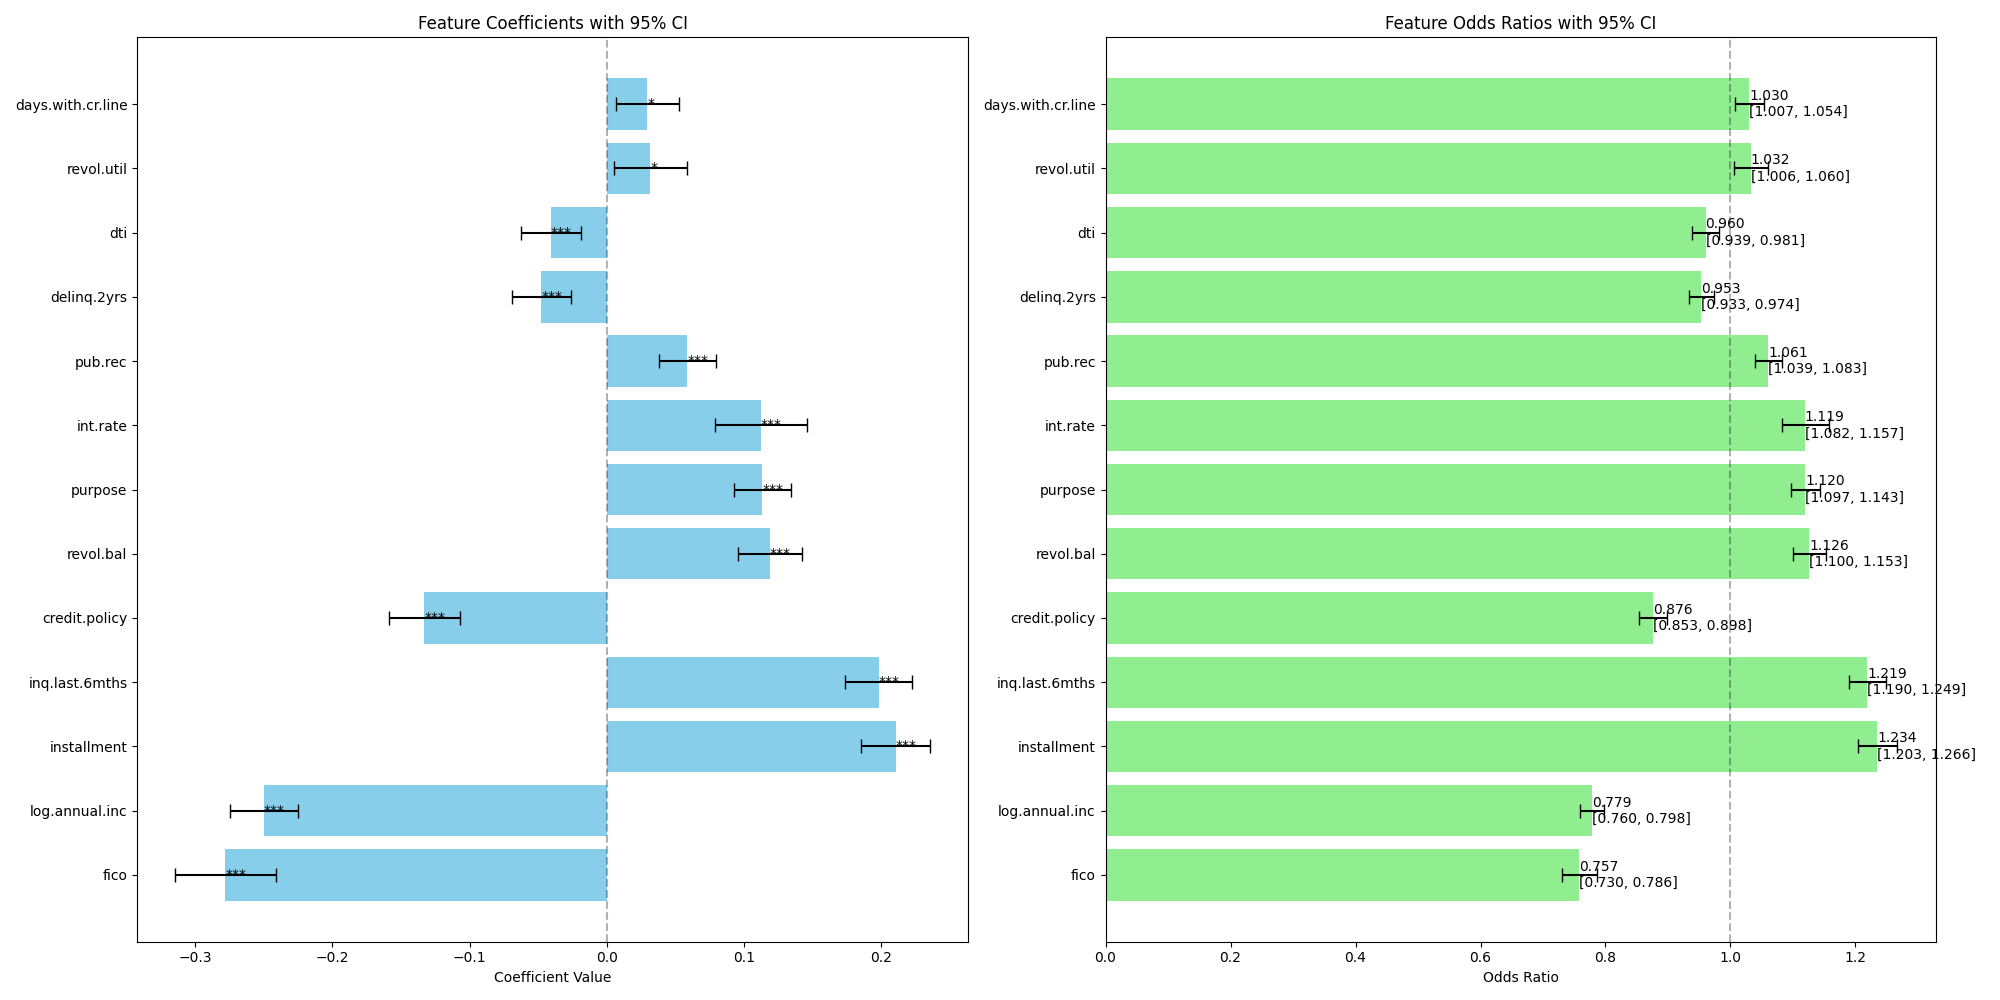 Feature Coefficients with 95% CI
days.with.cr.line
*
revol.util
*
dti
***
delinq.2yrs
***
pub.rec
***
int.rate
***
purpose
***
revol.bal
***
credit.policy
***
inq.last.6mths
***
installment
***
log.annual.inc
***
fico
***
−0.3 −0.2 −0.1 0.0 0.1 0.2
Coefficient Value
Feature Odds Ratios with 95% CI
days.with.cr.line
1.030
[1.007, 1.054]
revol.util
1.032
[1.006, 1.060]
dti
0.960
[0.939, 0.981]
delinq.2yrs
0.953
[0.933, 0.974]
pub.rec
1.061
[1.039, 1.083]
int.rate
1.119
[1.082, 1.157]
purpose
1.120
[1.097, 1.143]
revol.bal
1.126
[1.100, 1.153]
credit.policy
0.876
[0.853, 0.898]
inq.last.6mths
1.219
[1.190, 1.249]
installment
1.234
[1.203, 1.266]
log.annual.inc
0.779
[0.760, 0.798]
fico
0.757
[0.730, 0.786]
0.0 0.2 0.4 0.6 0.8 1.0 1.2
Odds Ratio